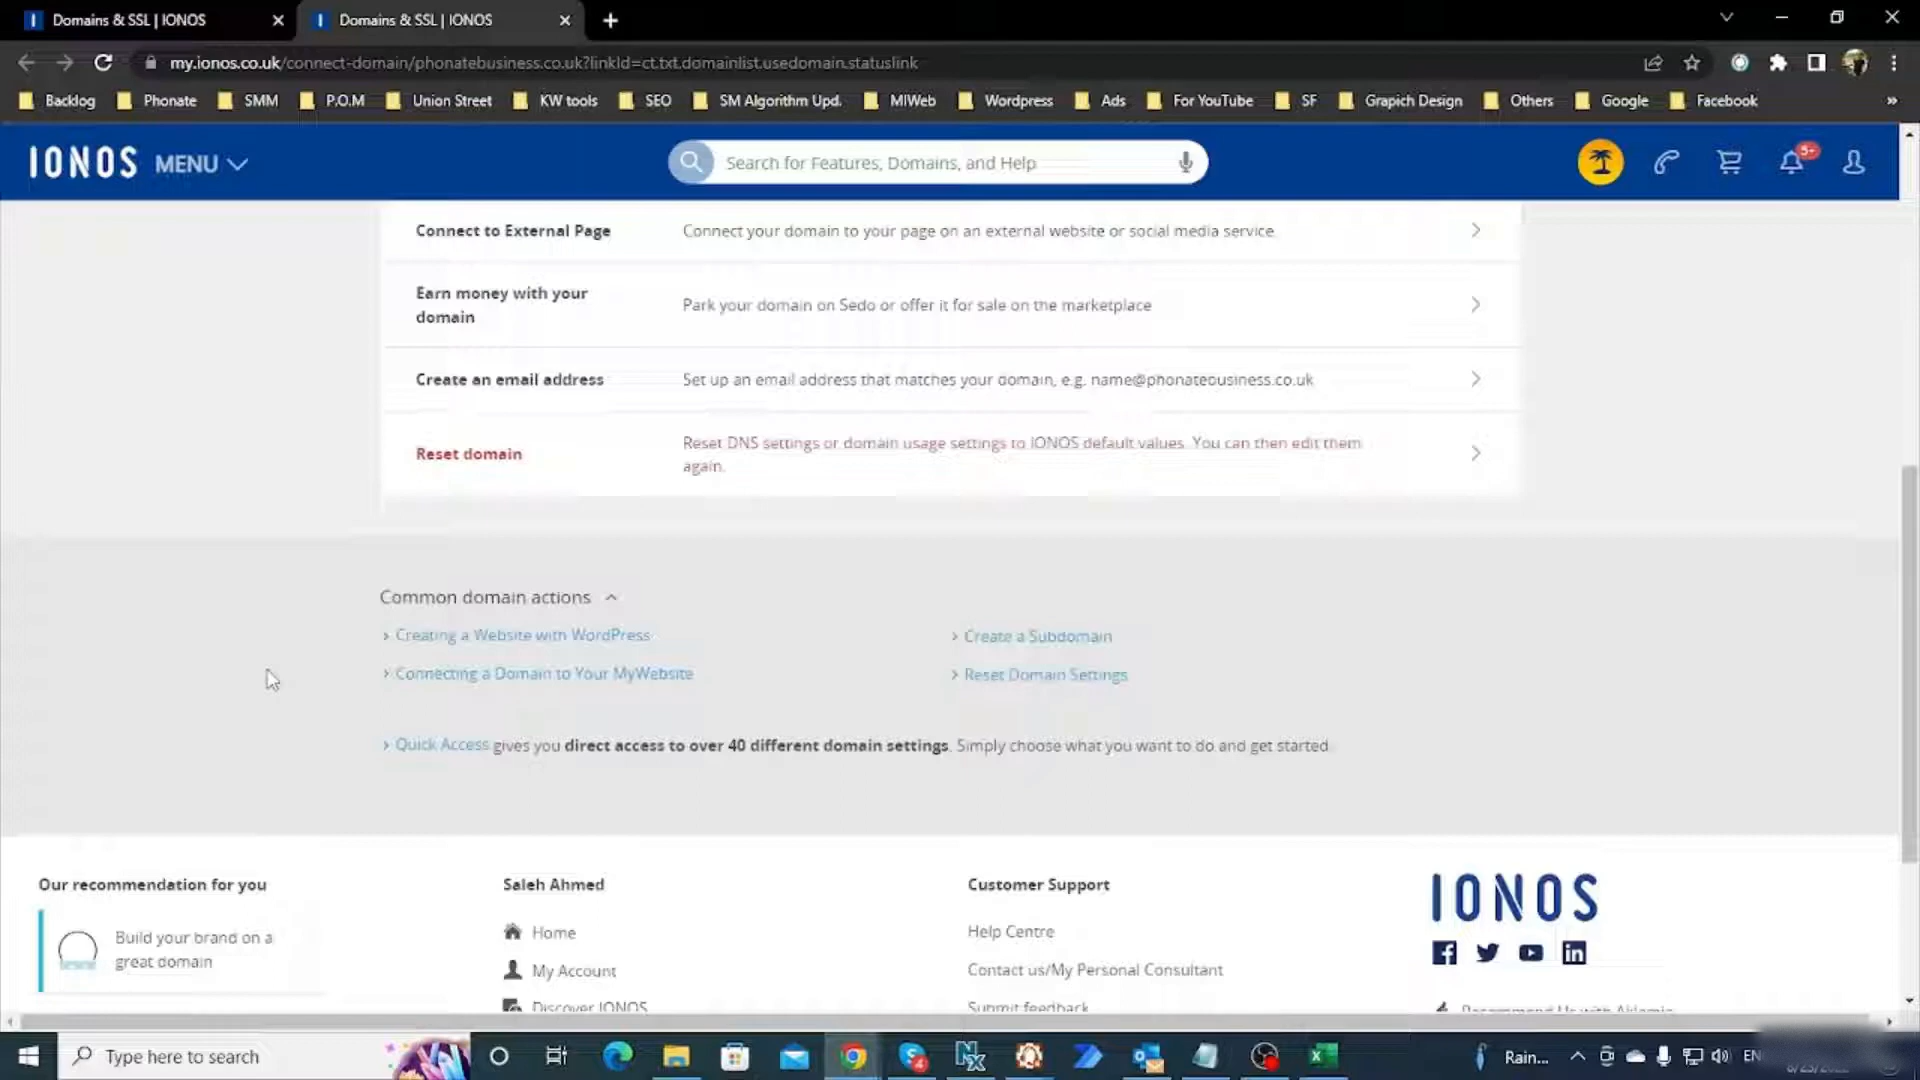 Domains & SSL | IONOS
Domains & SSL | IONOS
my.ionos.co.uk/connect-domain/phonatebusiness.co.uk?linkId=ct.txt.domainlist.usedomain.statuslink
Backlog Phonate SMM P.O.M Union Street KW tools SEO SM Algorithm Upd. MIWeb Wordpress Ads For YouTube SF Grapich Design Others Google Facebook
IONOS MENU Search for Features, Domains, and Help 5+
Connect to External Page Connect your domain to your page on an external website or social media service.
Earn money with your
domain
Park your domain on Sedo or offer it for sale on the marketplace
Create an email address Set up an email address that matches your domain, e.g. name@phonatebusiness.co.uk
Reset domain
Reset DNS settings or domain usage settings to IONOS default values. You can then edit them
again.
Common domain actions
Creating a Website with WordPress
Create a Subdomain
Connecting a Domain to Your MyWebsite
Reset Domain Settings
Quick Access gives you direct access to over 40 different domain settings. Simply choose what you want to do and get started.
Our recommendation for you
Build your brand on a
great domain
Saleh Ahmed
Home
My Account
Discover IONOS
Customer Support
Help Centre
Contact us/My Personal Consultant
Submit feedback
IONOS
Type here to search
Rain...
EN